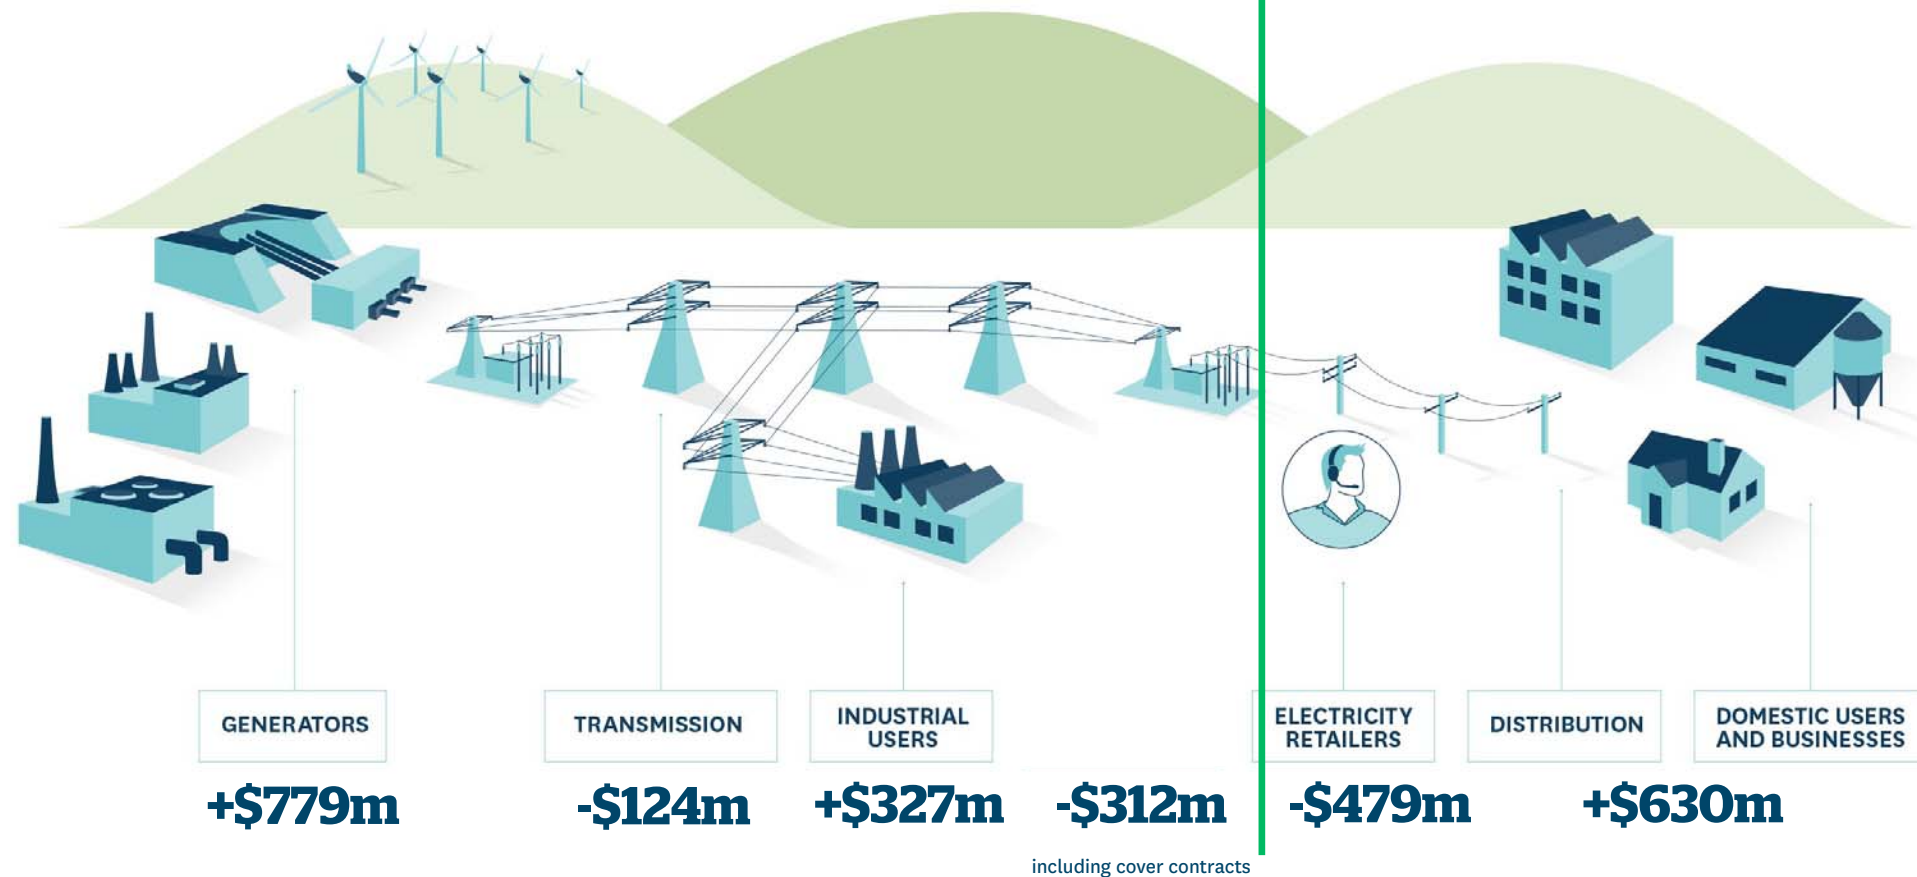 GENERATORS
TRANSMISSION
INDUSTRIAL
USERS
ELECTRICITY
RETAILERS
DISTRIBUTION
DOMESTIC USERS
AND BUSINESSES
+$779m
-$124m
+$327m
-$312m
-$479m
+$630m
including cover contracts